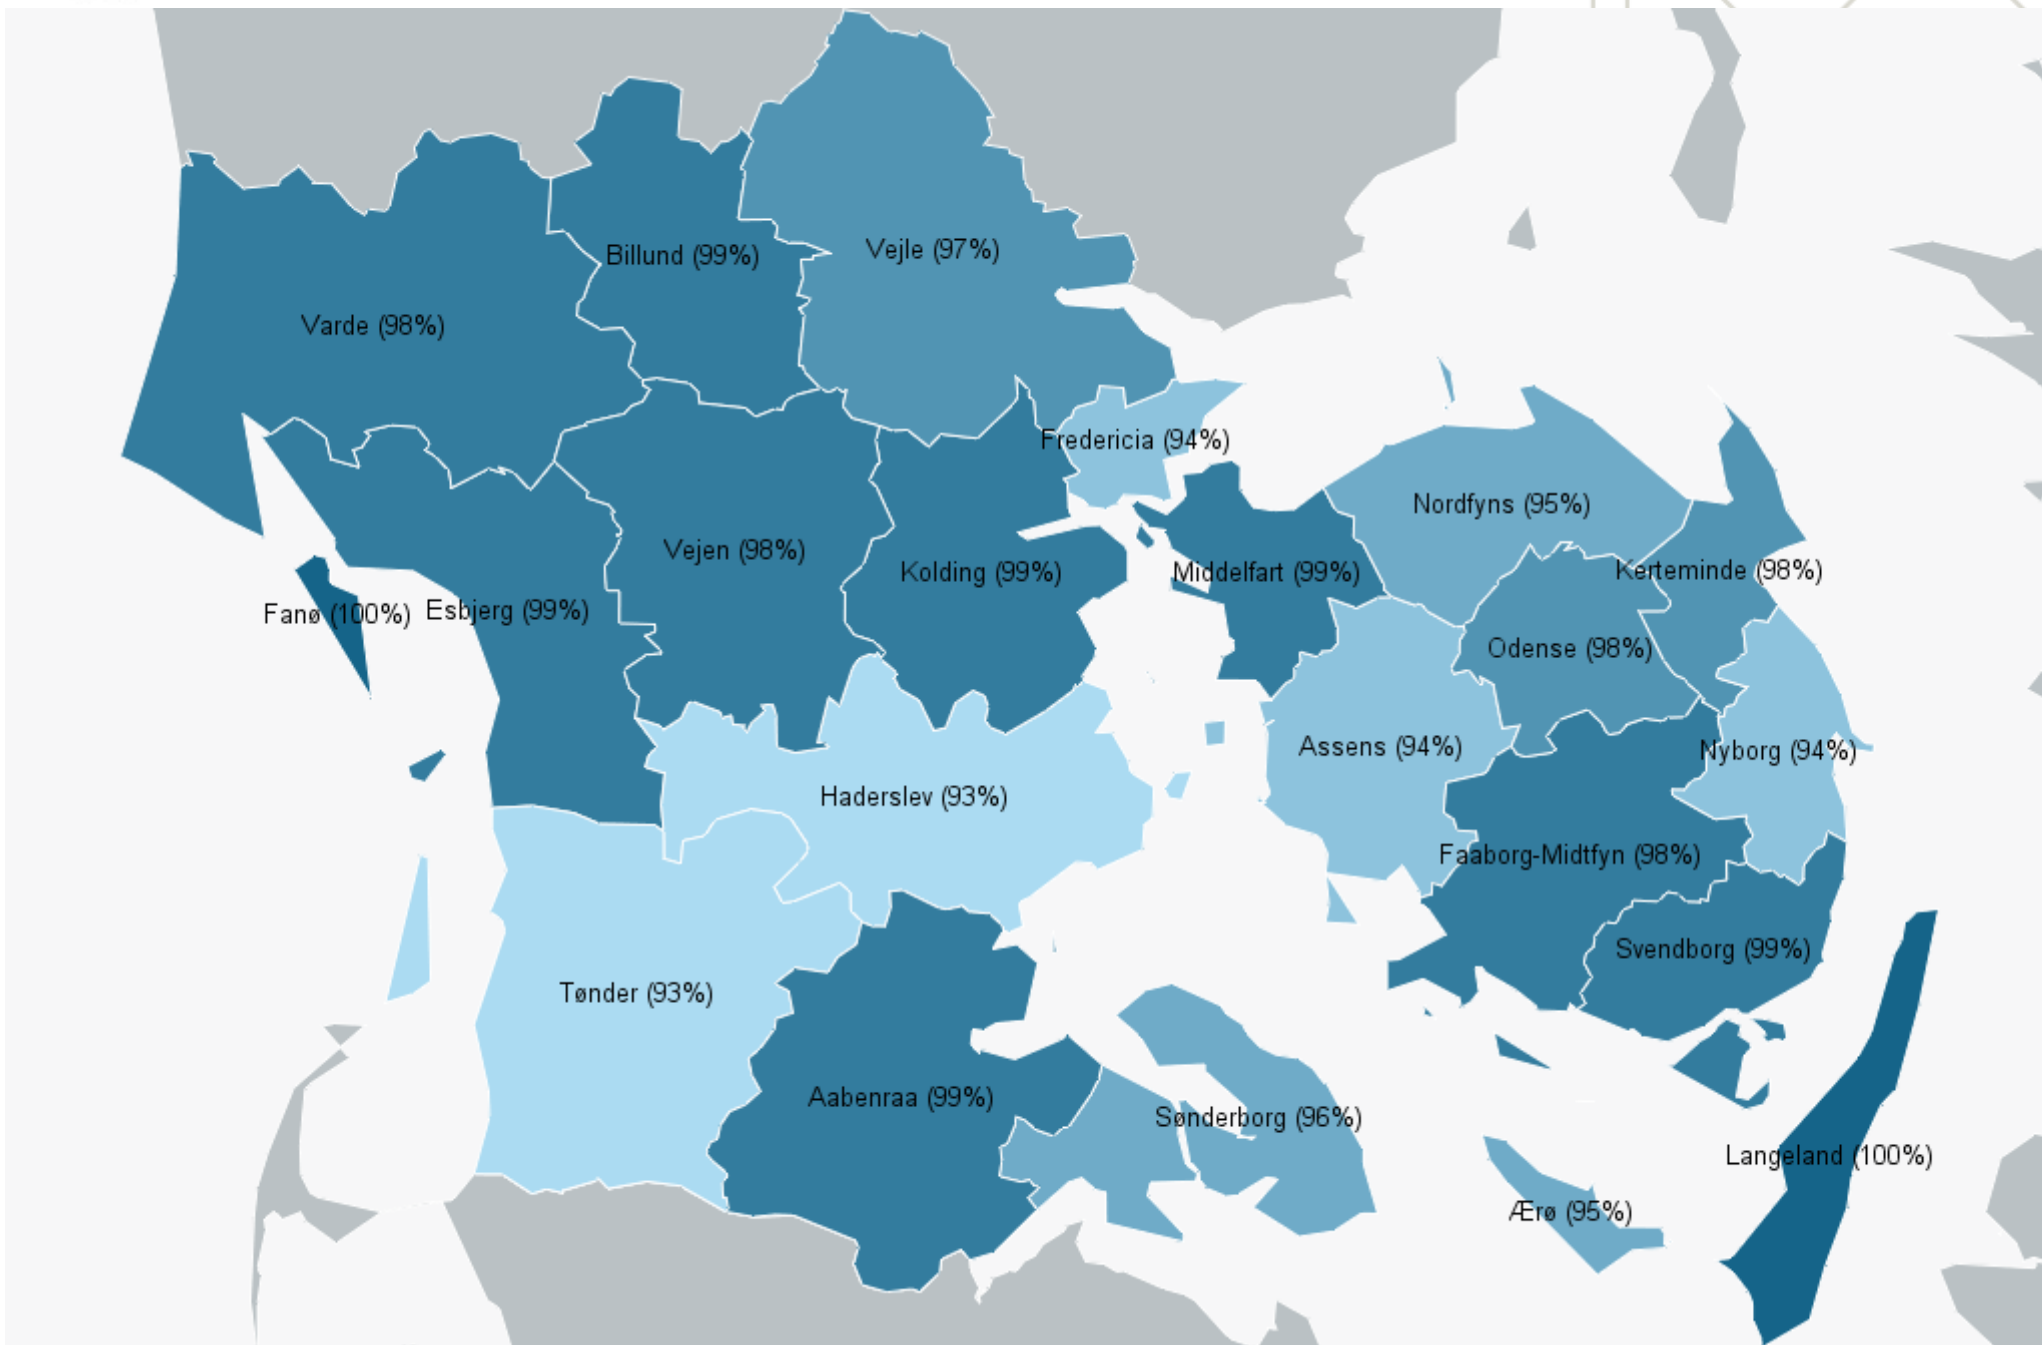 Vejle (97%)
Billund (99%)
Varde (98%)
Fredericia (94%)
Nordfyns (95%)
Vejen (98%)
Kolding (99%)
Middelfart (99%)
Kerteminde (98%)
Fanø (100%)
Esbjerg (99%)
Odense (98%)
Assens (94%)
Nyborg (94%)
Haderslev (93%)
Faaborg-Midtfyn (98%)
Svendborg (99%)
Tønder (93%)
Aabenraa (99%)
Sønderborg (96%)
Langeland (100%)
Ærø (95%)